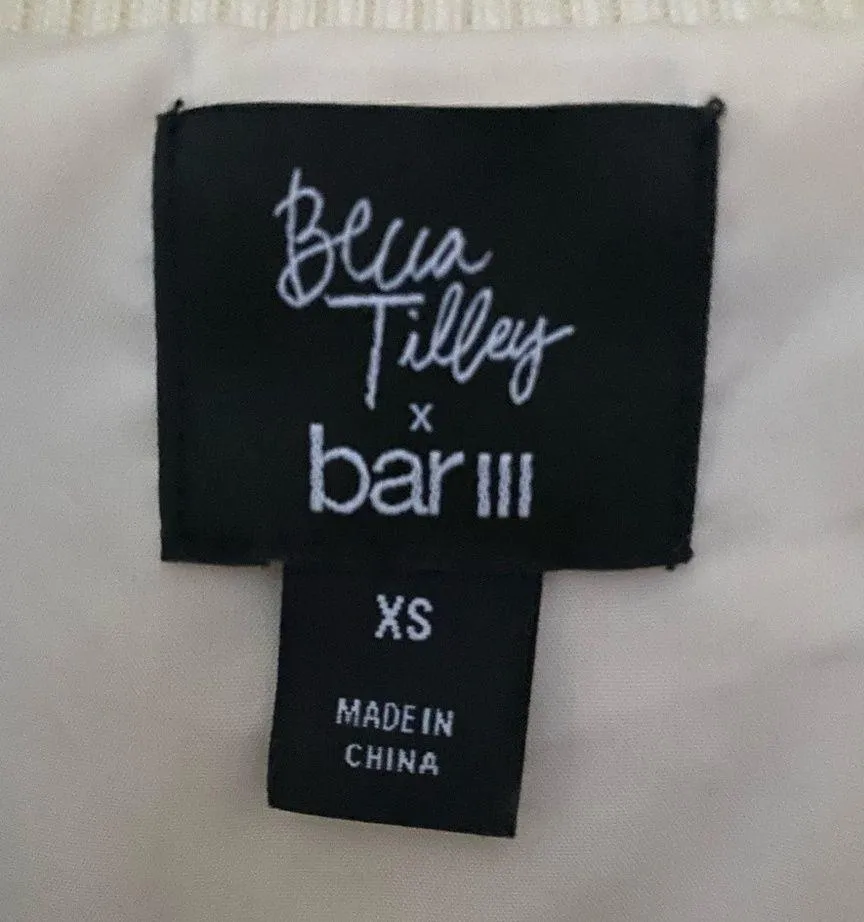 Becca
Tilley
x
bar III
XS
MADE IN
CHINA